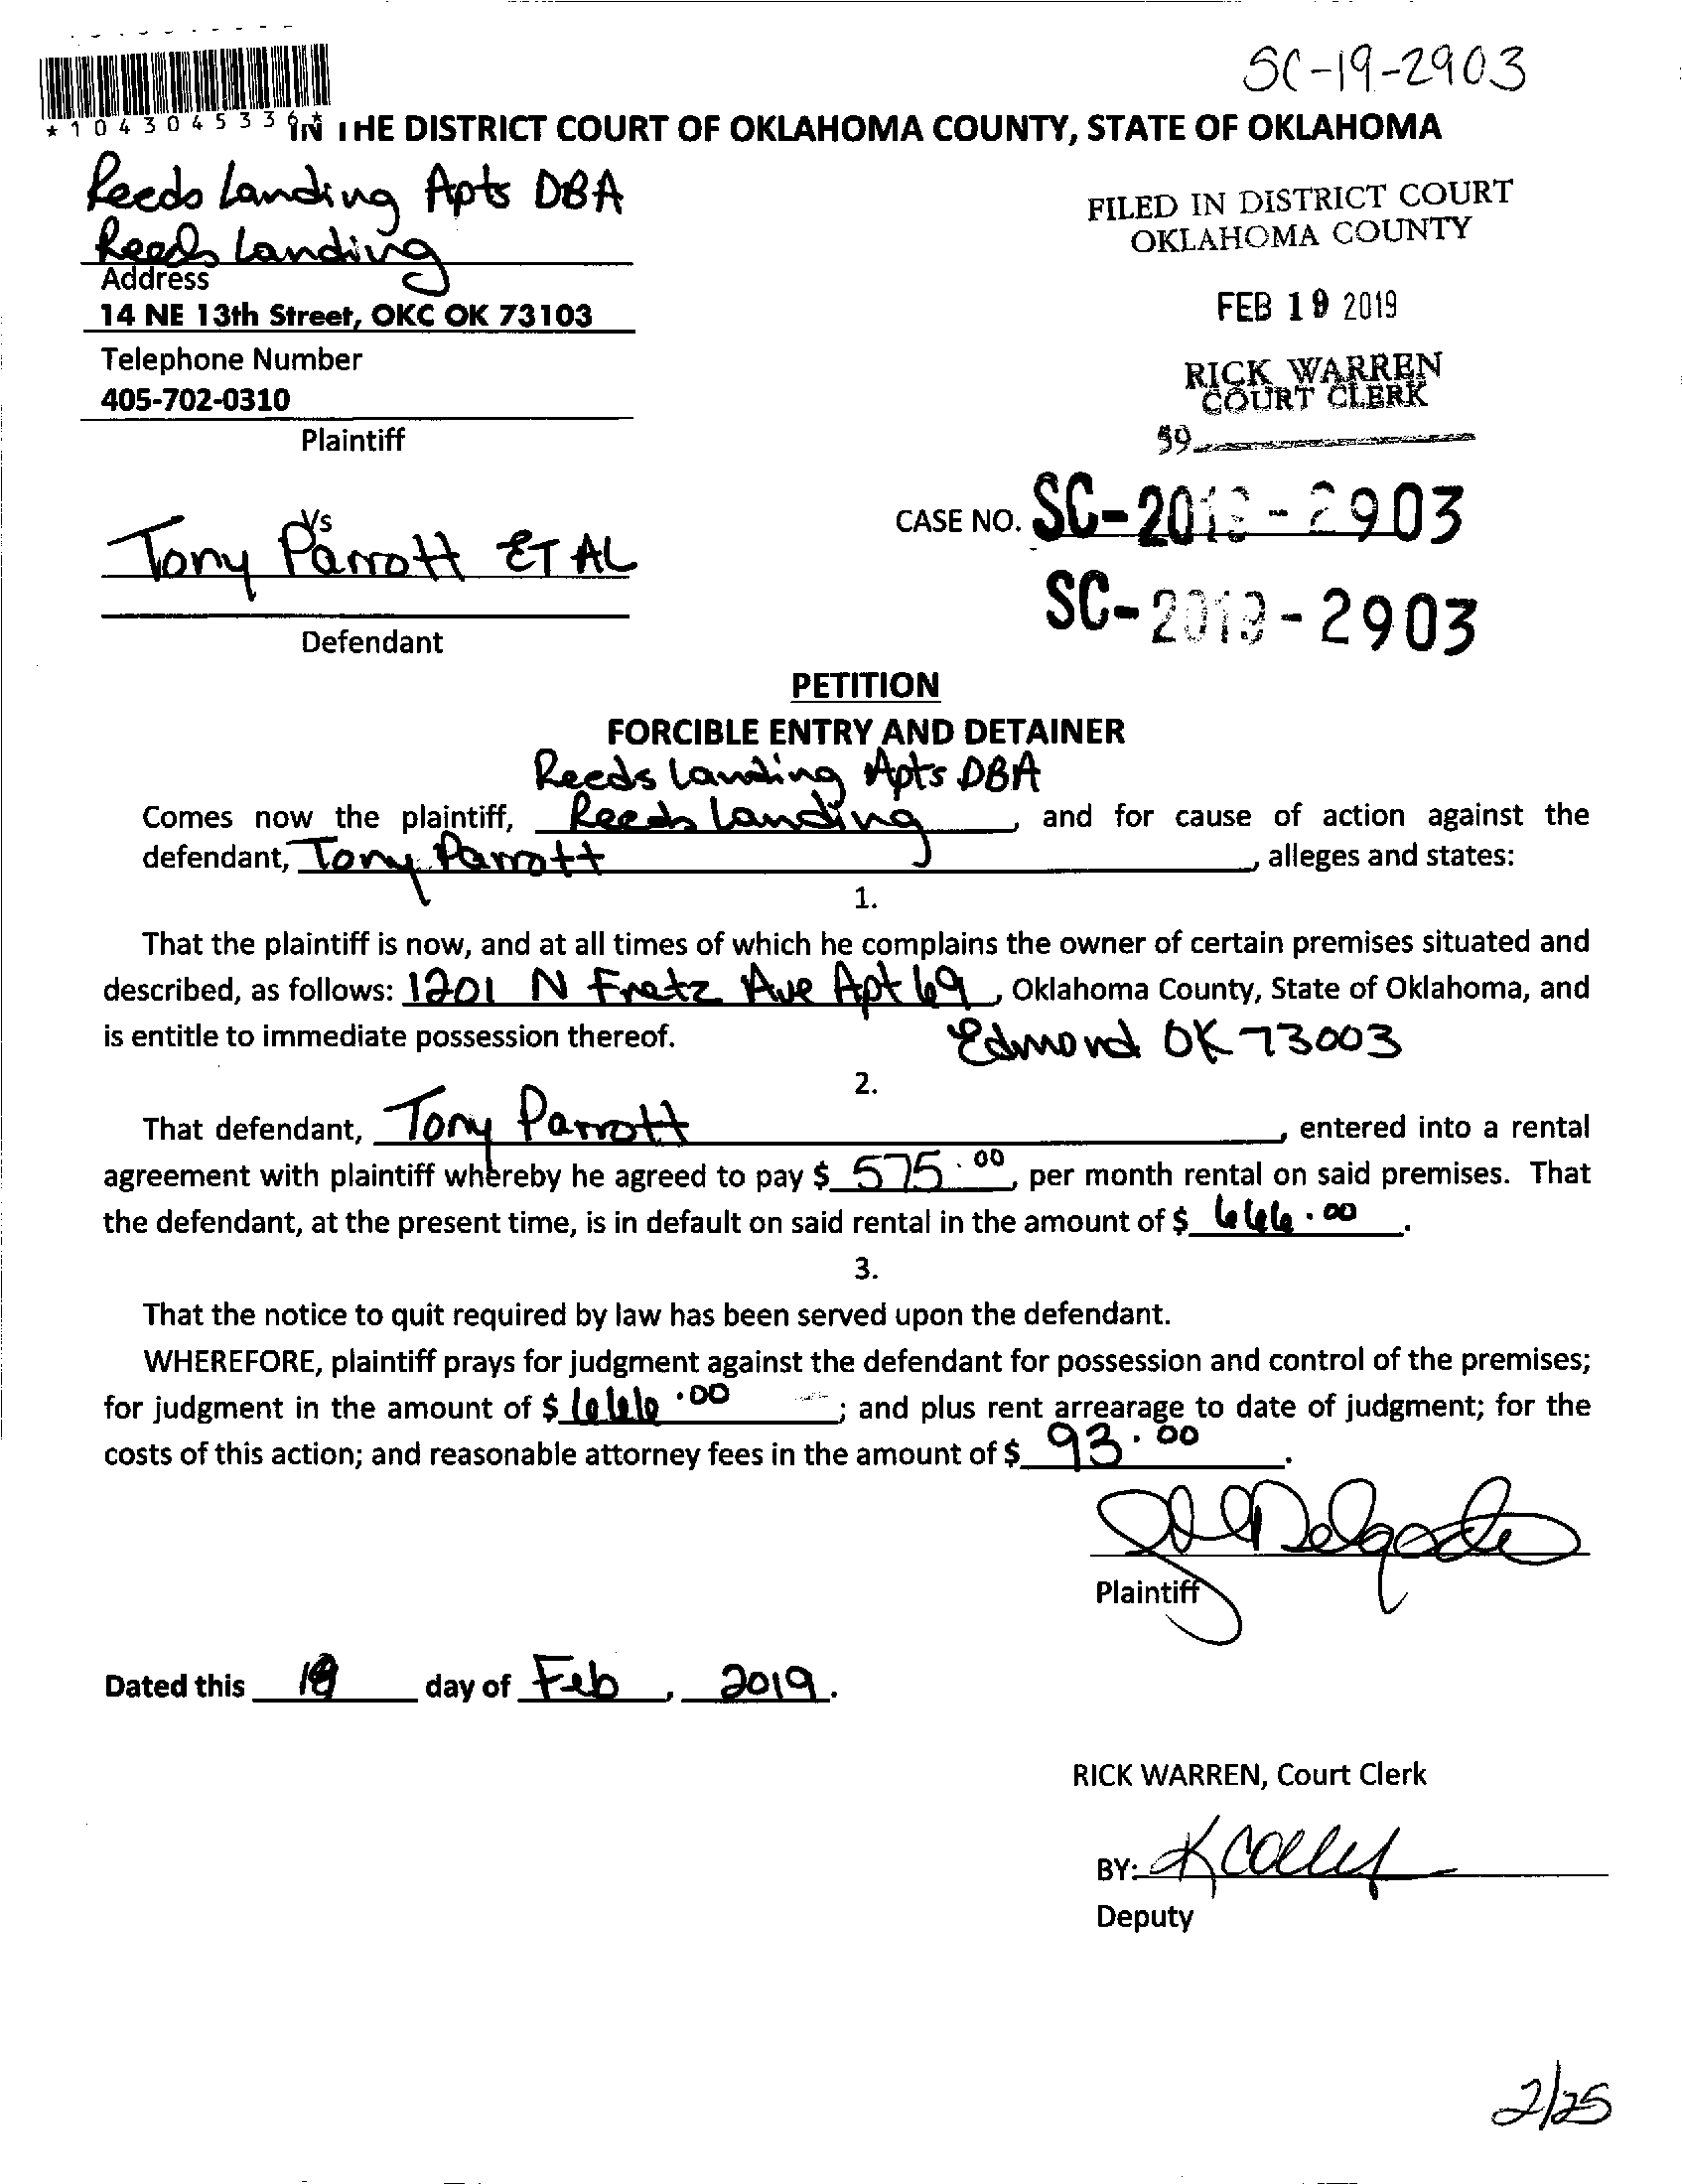 SC-19-2903
IN THE DISTRICT COURT OF OKLAHOMA COUNTY, STATE OF OKLAHOMA
Reeds Landing Apts DBA
Reeds Landing
Address
14 NE 13th Street, OKC OK 73103
Telephone Number
405-702-0310
Plaintiff
FILED IN DISTRICT COURT
OKLAHOMA COUNTY
FEB 19 2019
RICK WARREN
COURT CLERK
59
Vs
Tony Parrott ET AL
Defendant
CASE NO. SC-2019-2903
SC-2019-2903
PETITION
FORCIBLE ENTRY AND DETAINER
Reeds Landing Apts DBA
Comes now the plaintiff, Reeds Landing, and for cause of action against the
defendant, Tony Parrott, alleges and states:
1.
That the plaintiff is now, and at all times of which he complains the owner of certain premises situated and
described, as follows: 1201 N Fretz Ave Apt 69, Oklahoma County, State of Oklahoma, and
is entitle to immediate possession thereof. Edmond OK 73003
2.
That defendant, Tony Parrott, entered into a rental
agreement with plaintiff whereby he agreed to pay $ 575.00, per month rental on said premises. That
the defendant, at the present time, is in default on said rental in the amount of $ 666.00.
3.
That the notice to quit required by law has been served upon the defendant.
WHEREFORE, plaintiff prays for judgment against the defendant for possession and control of the premises;
for judgment in the amount of $ 666.00; and plus rent arrearage to date of judgment; for the
costs of this action; and reasonable attorney fees in the amount of $ 93.00.
Delgado
Plaintiff
Dated this 19 day of Feb, 2019.
RICK WARREN, Court Clerk
BY: K Colley
Deputy
2/25